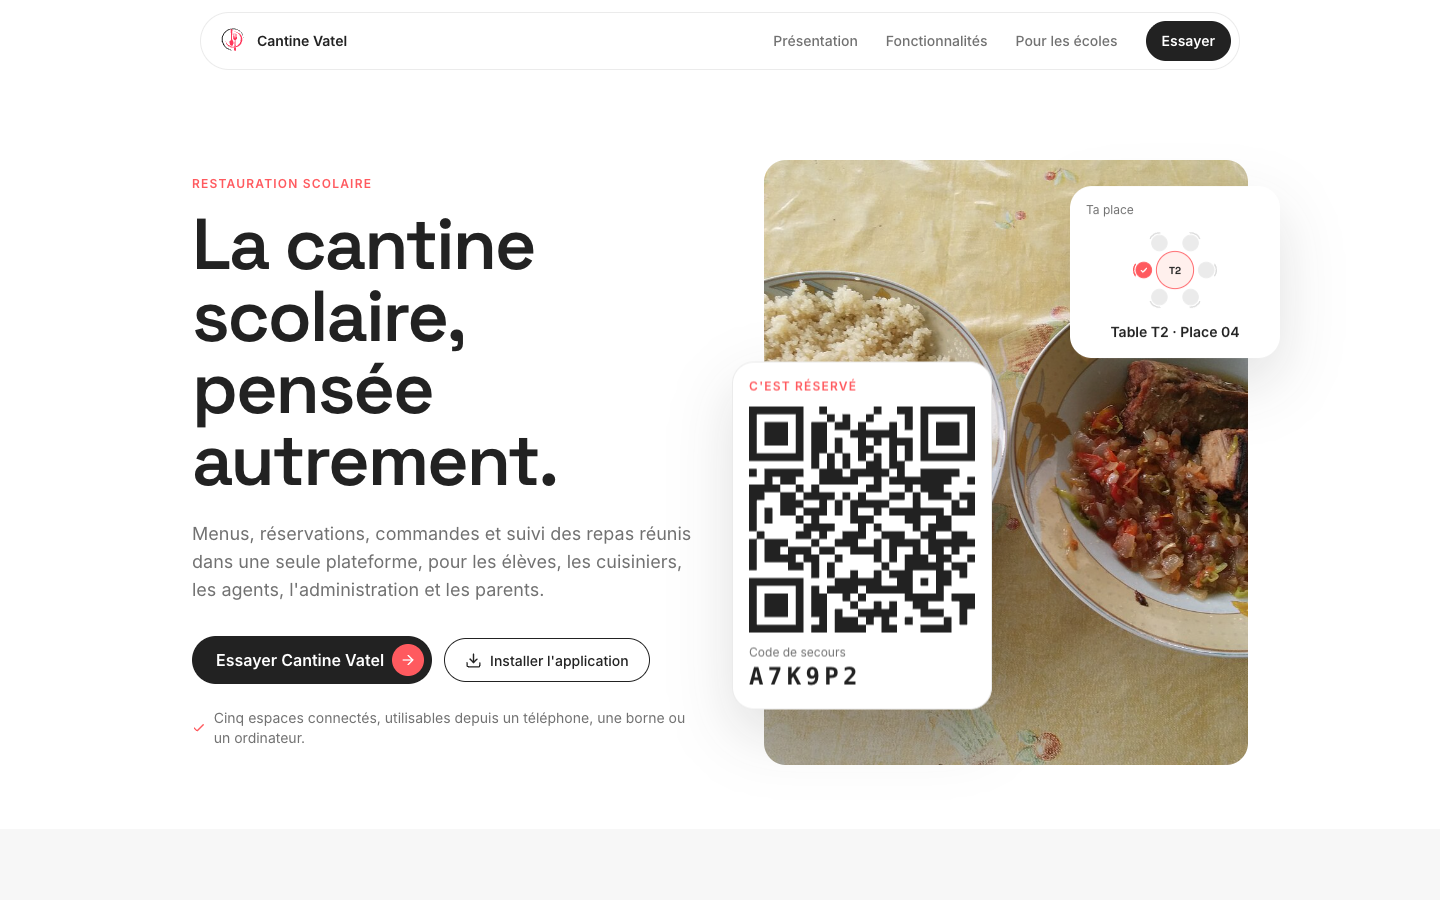 Cantine Vatel
Présentation
Fonctionnalités
Pour les écoles
Essayer
RESTAURATION SCOLAIRE
La cantine
scolaire,
pensée
autrement.
Menus, réservations, commandes et suivi des repas réunis
dans une seule plateforme, pour les élèves, les cuisiniers,
les agents, l'administration et les parents.
Essayer Cantine Vatel
Installer l'application
Cinq espaces connectés, utilisables depuis un téléphone, une borne ou
un ordinateur.
Ta place
T2
Table T2 · Place 04
C'EST RÉSERVÉ
Code de secours
A7K9P2